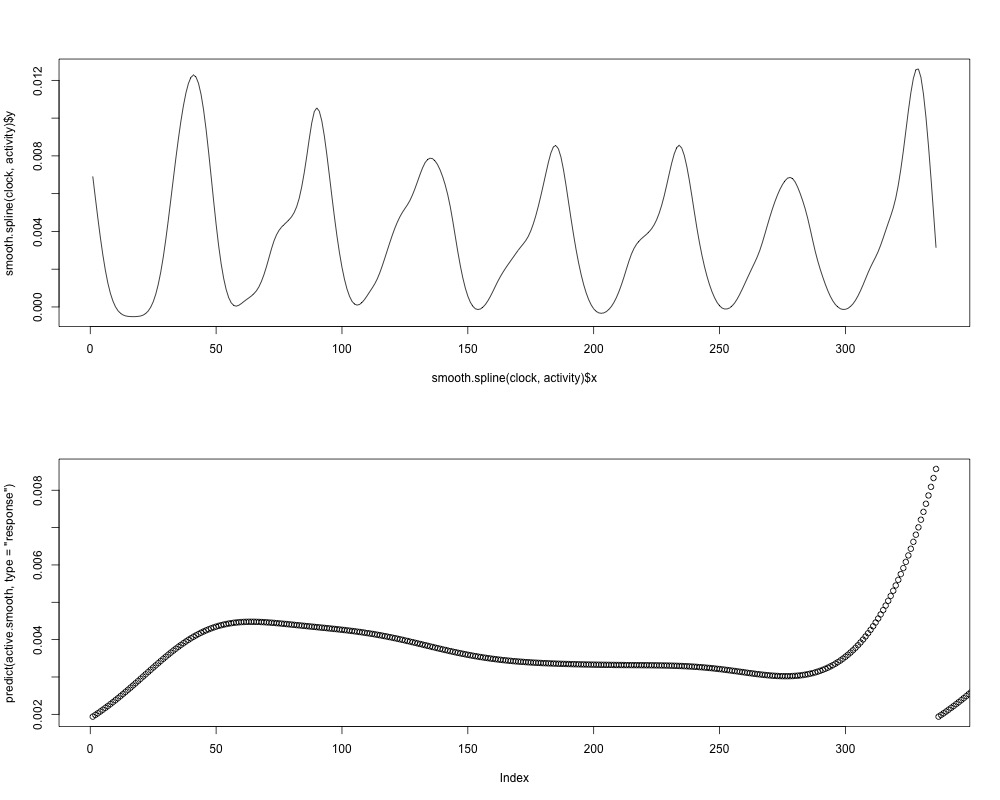 smooth.spline(clock, activity)$y
0.000 0.004 0.008 0.012
0 50 100 150 200 250 300
smooth.spline(clock, activity)$x
predict(active.smooth, type = "response")
0.002 0.004 0.006 0.008
0 50 100 150 200 250 300
Index